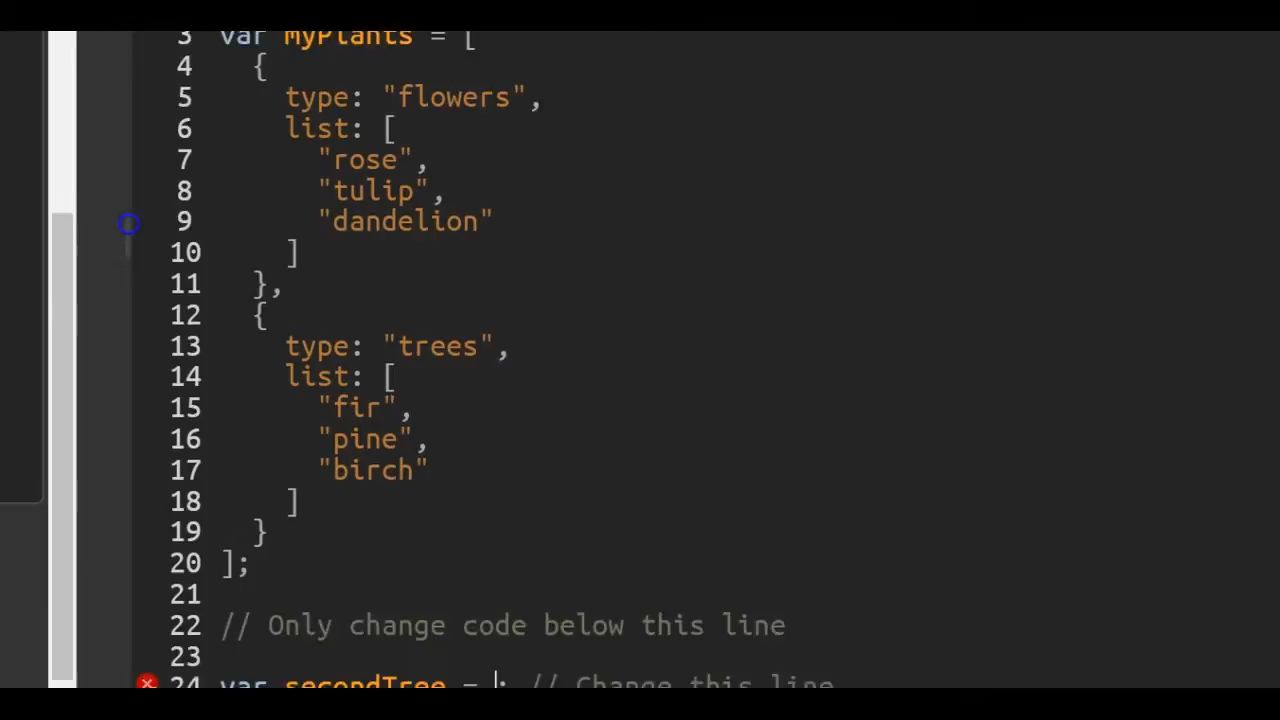 3 var myPlants = [
4 {
5 type: "flowers",
6 list: [
7 "rose",
8 "tulip",
9 "dandelion"
10 ]
11 },
12 {
13 type: "trees",
14 list: [
15 "fir",
16 "pine",
17 "birch"
18 ]
19 }
20 ];
21
22 // Only change code below this line
23
24 var secondTree = ; // Change this line